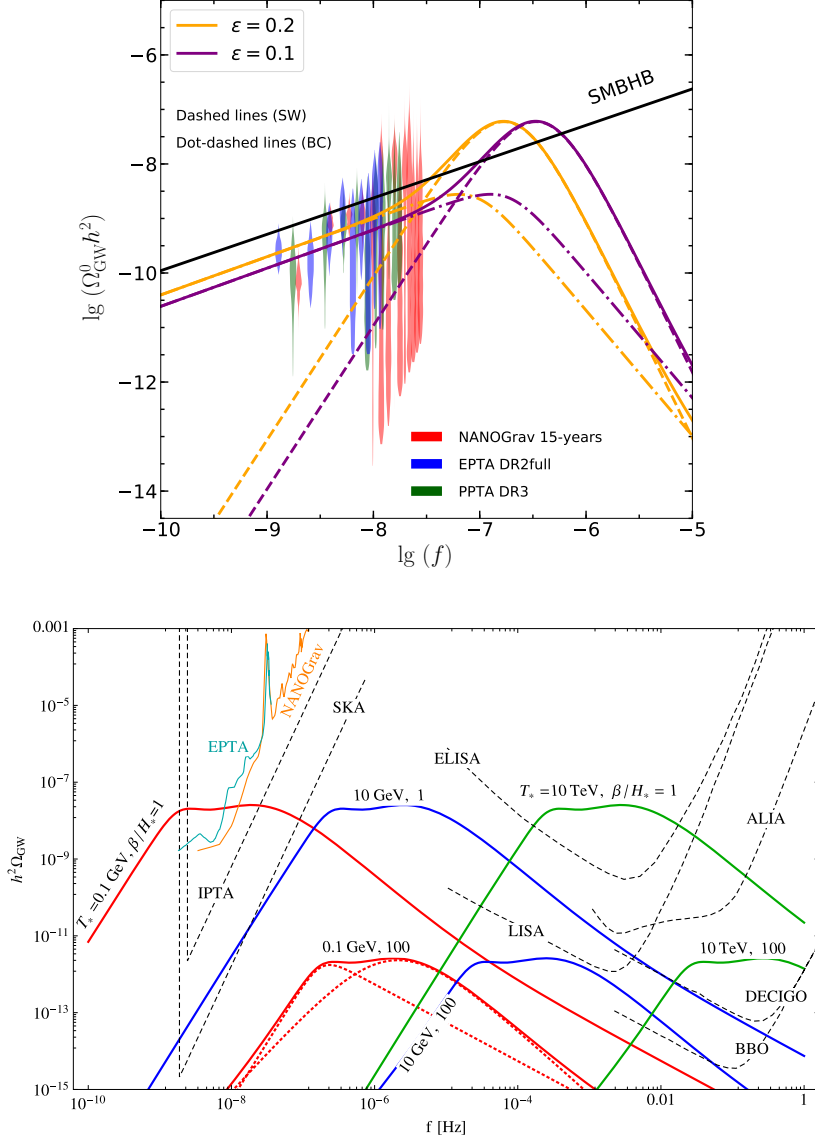 ε = 0.2
ε = 0.1
Dashed lines (SW)
Dot-dashed lines (BC)
SMBHB
NANOGrav 15-years
EPTA DR2full
PPTA DR3
−6
−8
−10
−12
−14
lg (Ω⁰_GW h²)
−10 −9 −8 −7 −6 −5
lg (f)
0.001
10⁻⁵
10⁻⁷
10⁻⁹
10⁻¹¹
10⁻¹³
10⁻¹⁵
h²Ω_GW
NANOGrav
EPTA
SKA
IPTA
ELISA
LISA
ALIA
DECIGO
BBO
T_* =0.1 GeV, β/H_*=1
10 GeV, 1
T_* =10 TeV, β/H_* = 1
0.1 GeV, 100
10 GeV, 100
10 TeV, 100
10⁻¹⁰ 10⁻⁸ 10⁻⁶ 10⁻⁴ 0.01 1
f [Hz]